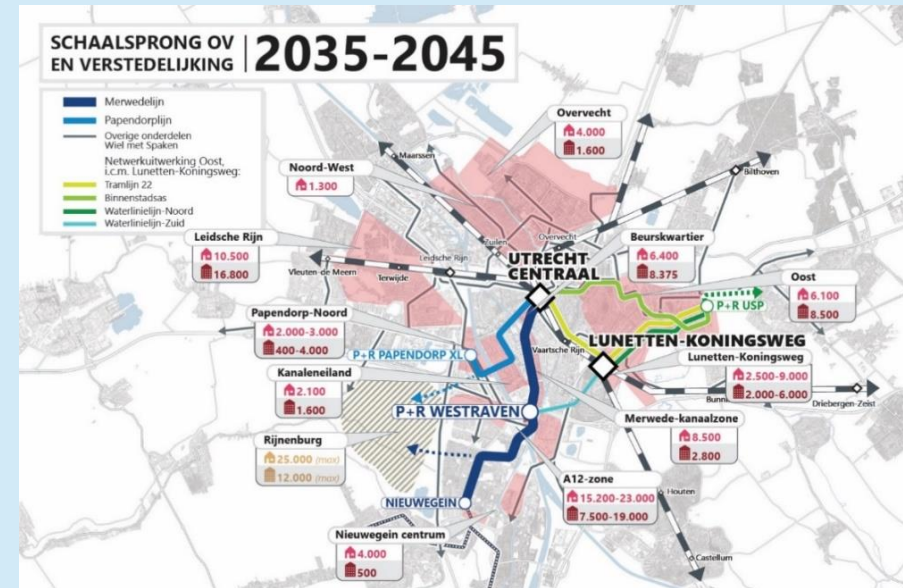 SCHAALSPRONG OV
EN VERSTEDELIJKING
2035-2045
Merwedelijn
Papendorplijn
Overige onderdelen
Wiel met Spaken
Netwerkuitwerking Oost,
i.c.m. Lunetten-Koningsweg:
Tramlijn 22
Binnenstadsas
Waterlinielijn-Noord
Waterlinielijn-Zuid
Overvecht
4.000
1.600
Maarssen
Noord-West
1.300
Bilthoven
Leidsche Rijn
10.500
16.800
Zuilen
Overvecht
Leidsche Rijn
Vleuten-de Meern
Terwijde
UTRECHT
CENTRAAL
Beurskwartier
6.400
8.375
Oost
6.100
8.500
P+R USP
Papendorp-Noord
2.000-3.000
400-4.000
P+R PAPENDORP XL
Vaartsche Rijn
LUNETTEN-KONINGSWEG
Lunetten-Koningsweg
2.500-9.000
2.000-6.000
Driebergen-Zeist
Kanaleneiland
2.100
1.600
P+R WESTRAVEN
Merwede-kanaalzone
8.500
2.800
Rijnenburg
25.000 (max)
12.000 (max)
A12-zone
15.200-23.000
7.500-19.000
Houten
NIEUWEGEIN
Nieuwegein centrum
4.000
500
Castellum